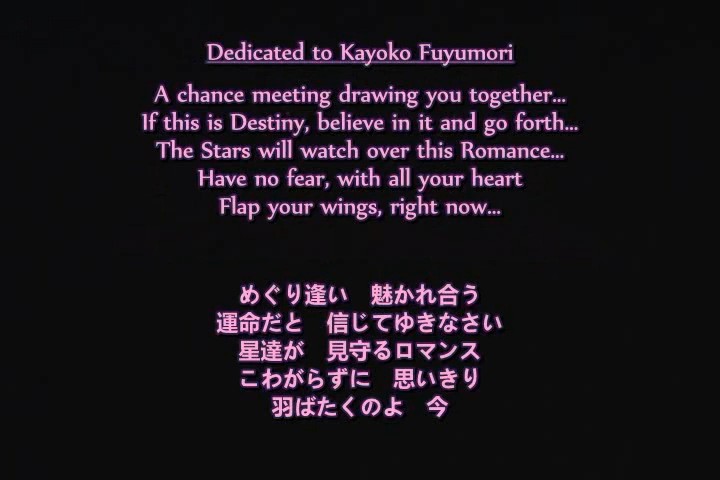 Dedicated to Kayoko Fuyumori
A chance meeting drawing you together...
If this is Destiny, believe in it and go forth...
The Stars will watch over this Romance...
Have no fear, with all your heart
Flap your wings, right now...
めぐり逢い　魅かれ合う
運命だと　信じてゆきなさい
星達が　見守るロマンス
こわがらずに　思いきり
羽ばたくのよ　今